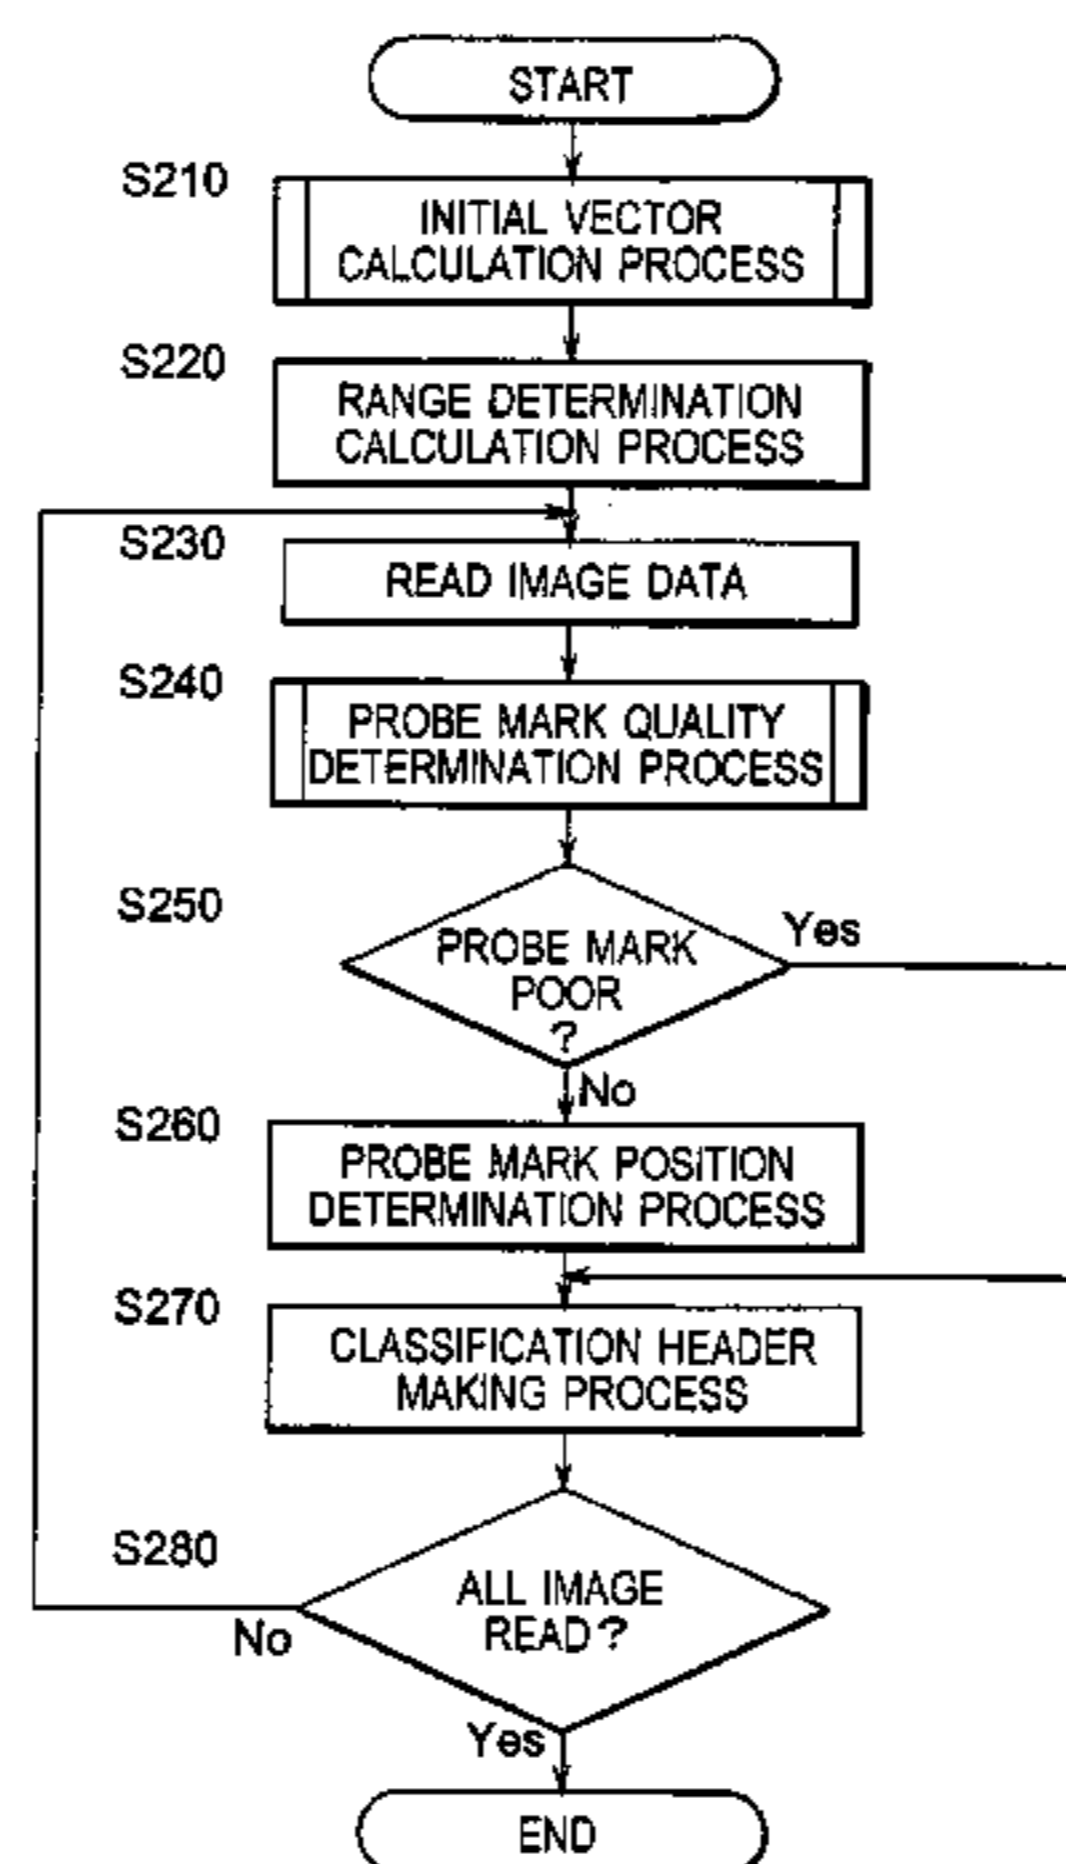 START
S210
INITIAL VECTOR
CALCULATION PROCESS
S220
RANGE DETERMINATION
CALCULATION PROCESS
S230
READ IMAGE DATA
S240
PROBE MARK QUALITY
DETERMINATION PROCESS
S250
PROBE MARK
POOR
?
Yes
No
S260
PROBE MARK POSITION
DETERMINATION PROCESS
S270
CLASSIFICATION HEADER
MAKING PROCESS
S280
ALL IMAGE
READ?
No
Yes
END